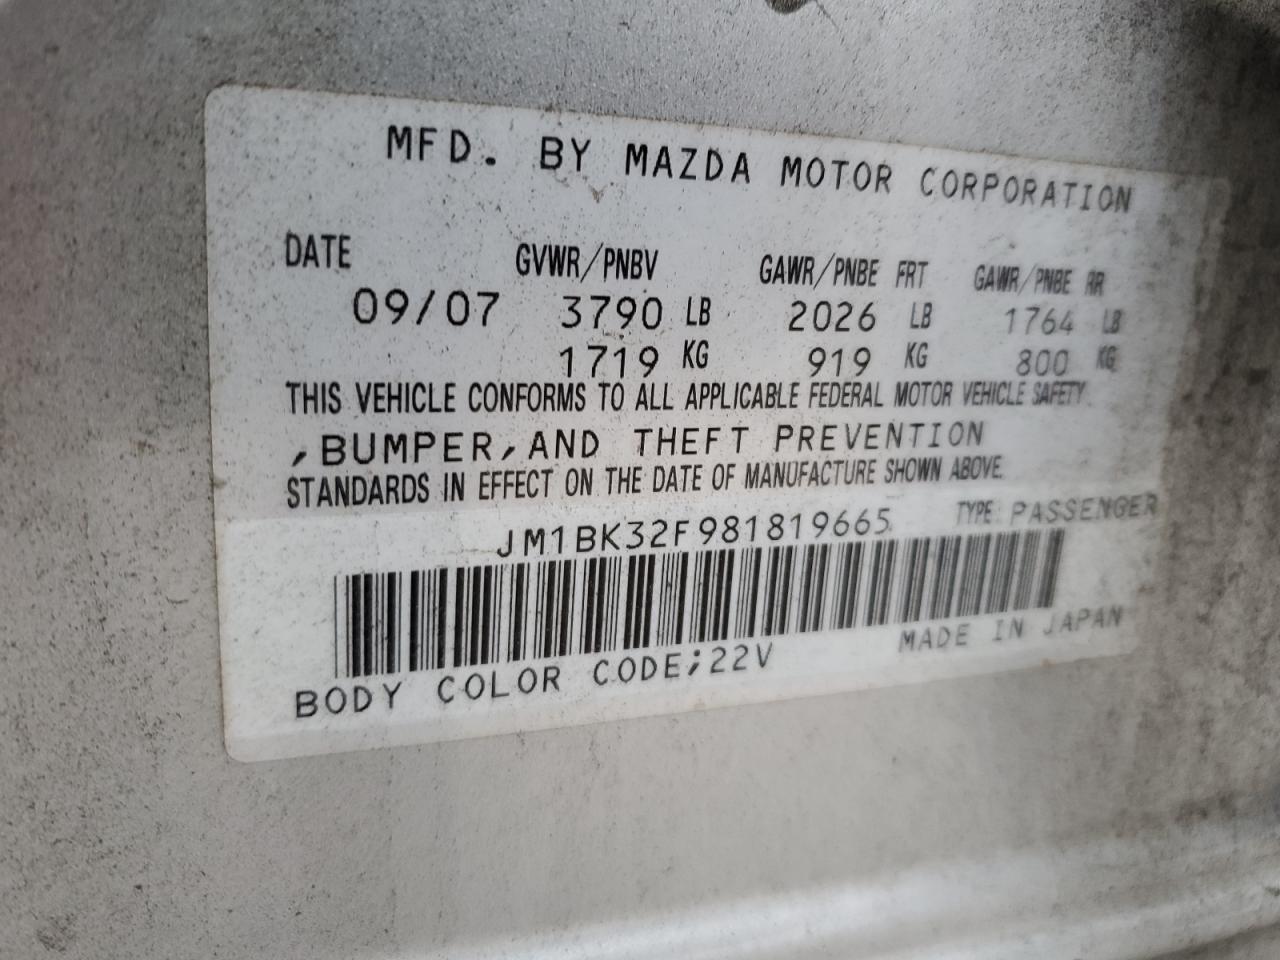 MFD. BY MAZDA MOTOR CORPORATION
DATE GVWR/PNBV GAWR/PNBE FRT GAWR/PNBE RR
09/07 3790 LB 2026 LB 1764 LB
1719 KG 919 KG 800 KG
THIS VEHICLE CONFORMS TO ALL APPLICABLE FEDERAL MOTOR VEHICLE SAFETY
,BUMPER,AND THEFT PREVENTION
STANDARDS IN EFFECT ON THE DATE OF MANUFACTURE SHOWN ABOVE.
JM1BK32F981819665 TYPE: PASSENGER
BODY COLOR CODE;22V MADE IN JAPAN